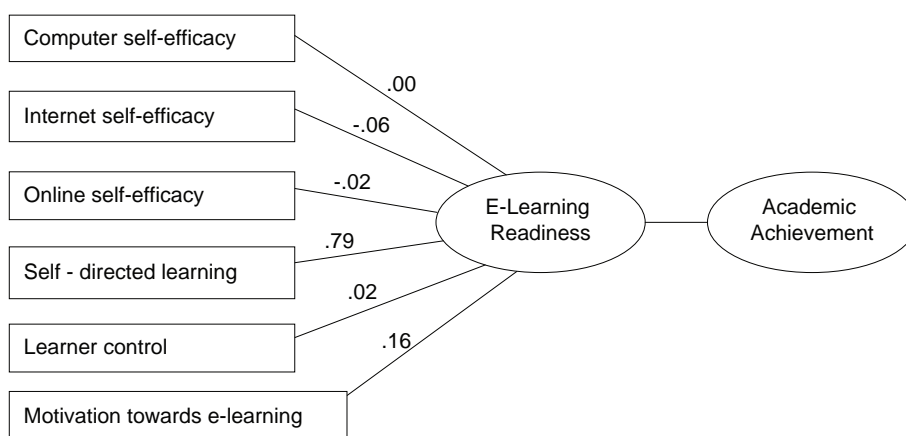 Computer self-efficacy
.00
Internet self-efficacy
-.06
Online self-efficacy
-.02
E-Learning
Readiness
Academic
Achievement
Self - directed learning
.79
Learner control
.02
Motivation towards e-learning
.16